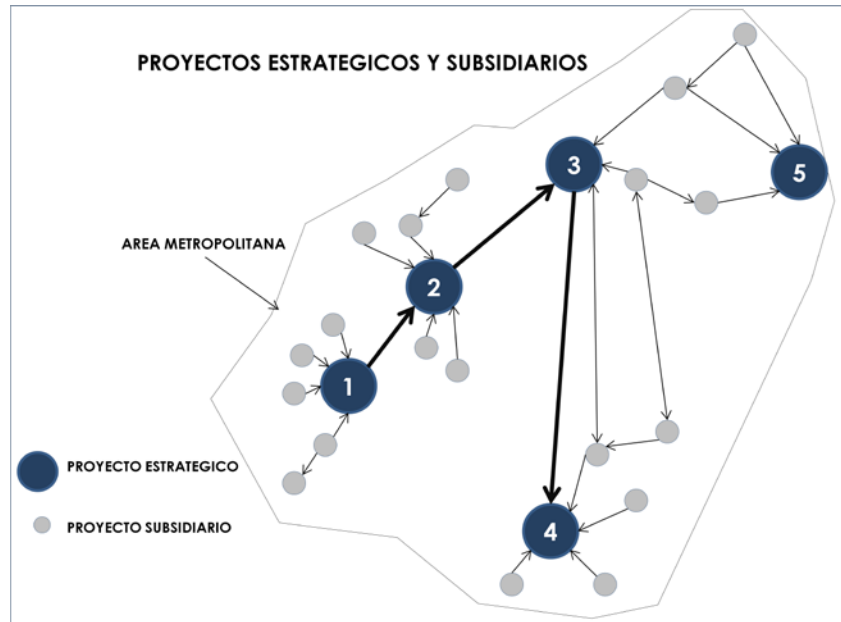 PROYECTOS ESTRATEGICOS Y SUBSIDIARIOS
3
5
AREA METROPOLITANA
2
1
PROYECTO ESTRATEGICO
PROYECTO SUBSIDIARIO
4